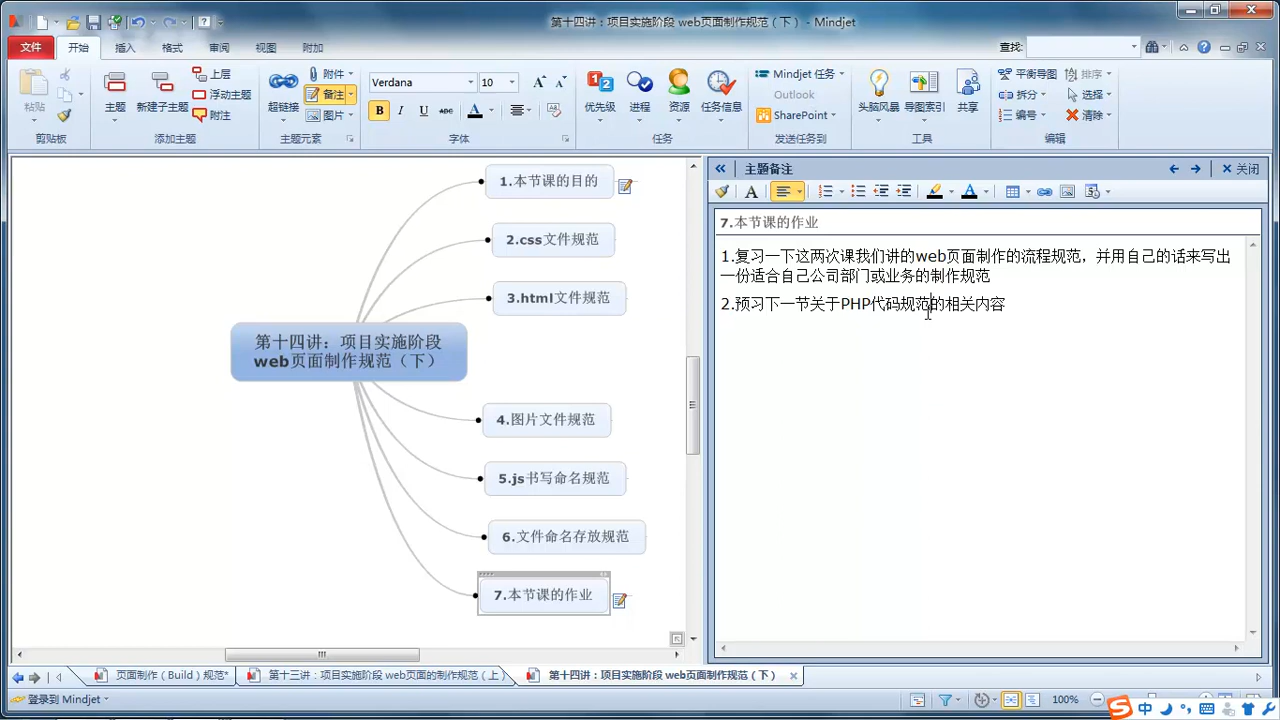 第十四讲：项目实施阶段 web页面制作规范（下） - Mindjet
文件 开始 插入 格式 审阅 视图 附加 查找:
粘贴
剪贴板
主题 新建子主题 上层 浮动主题 附注
添加主题
超链接 附件 备注 图片
主题元素
Verdana 10
B I U abc A
字体
优先级 进程 资源 任务信息
任务
Mindjet 任务 Outlook SharePoint
发送任务到
头脑风暴 导图索引 共享
工具
平衡导图 拆分 编号 排序 选择 清除
编辑
第十四讲：项目实施阶段
web页面制作规范（下）
1.本节课的目的
2.css文件规范
3.html文件规范
4.图片文件规范
5.js书写命名规范
6.文件命名存放规范
7.本节课的作业
主题备注 关闭
7.本节课的作业
1.复习一下这两次课我们讲的web页面制作的流程规范，并用自己的话来写出
一份适合自己公司部门或业务的制作规范
2.预习下一节关于PHP代码规范的相关内容
页面制作（Build）规范* 第十三讲：项目实施阶段 web页面的制作规范（上） 第十四讲：项目实施阶段 web页面制作规范（下）
登录到 Mindjet 100% 中